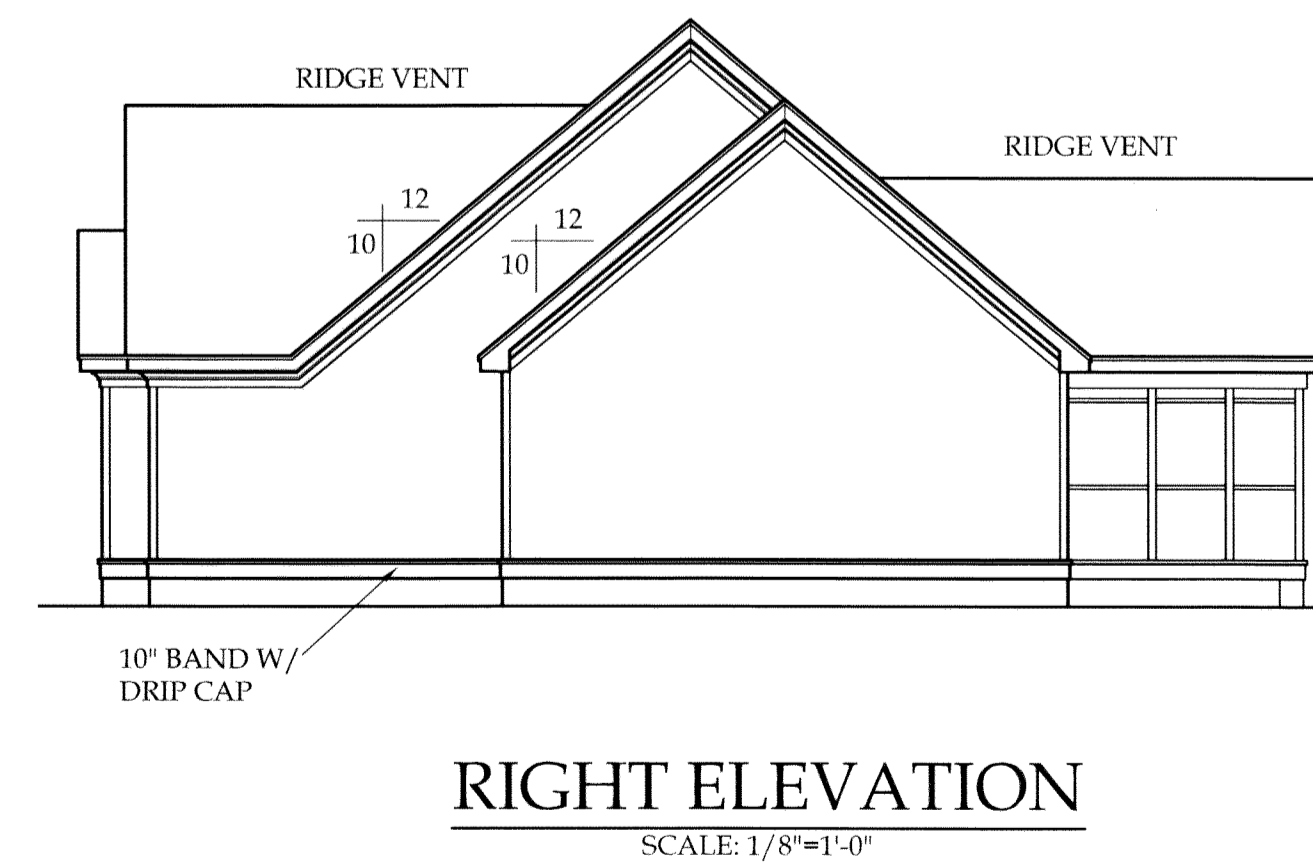 RIDGE VENT
RIDGE VENT
12
10
12
10
10" BAND W/
DRIP CAP
RIGHT ELEVATION
SCALE: 1/8"=1'-0"